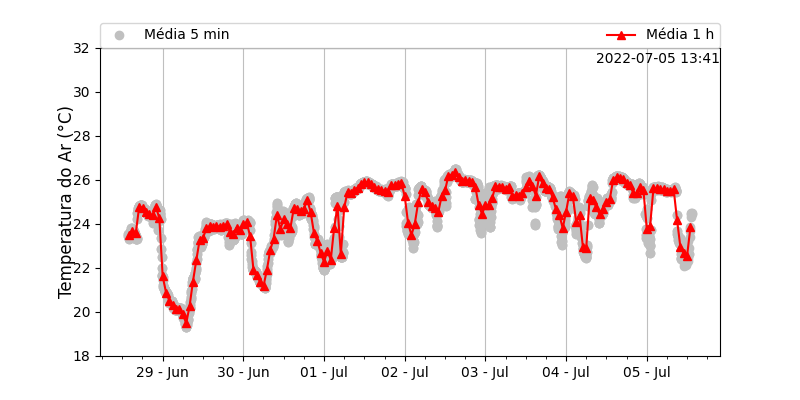 Média 5 min
Média 1 h
2022-07-05 13:41
Temperatura do Ar (°C)
32
30
28
26
24
22
20
18
29 - Jun
30 - Jun
01 - Jul
02 - Jul
03 - Jul
04 - Jul
05 - Jul